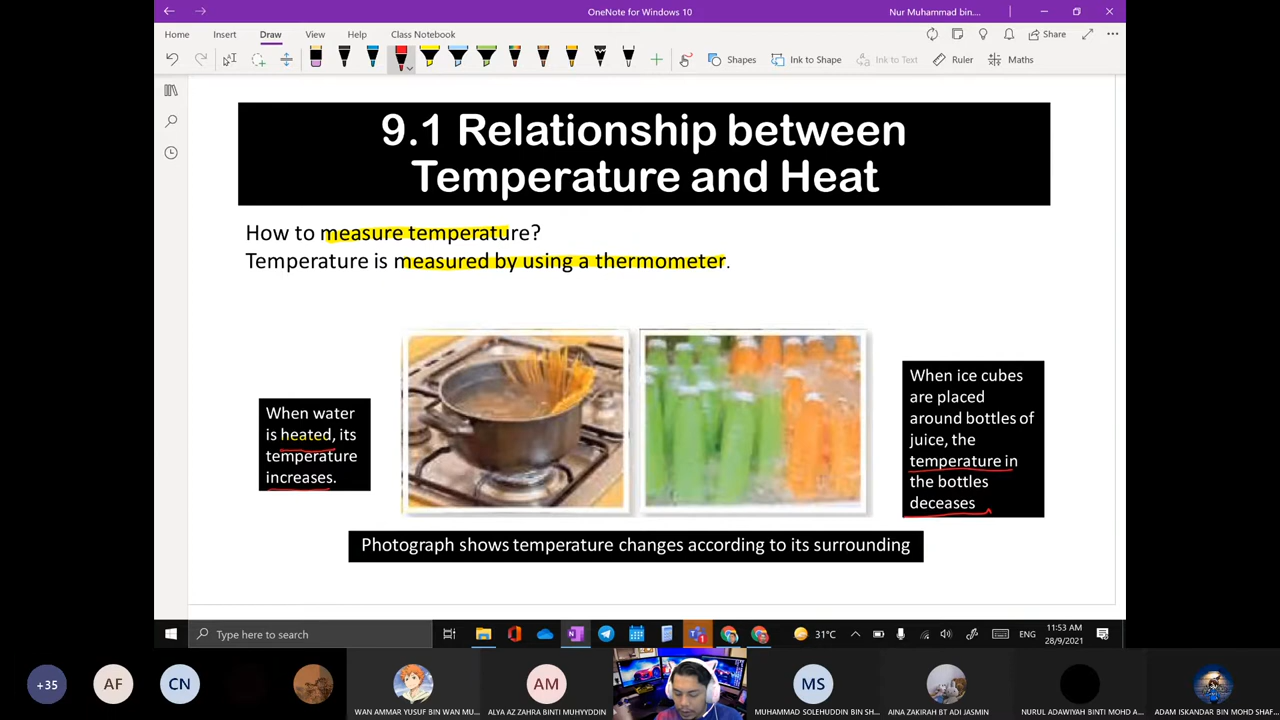 OneNote for Windows 10
Nur Muhammad bin....
Home
Insert
Draw
View
Help
Class Notebook
Share
Shapes
Ink to Shape
Ink to Text
Ruler
Maths
9.1 Relationship between
Temperature and Heat
How to measure temperature?
Temperature is measured by using a thermometer.
When water
is heated, its
temperature
increases.
When ice cubes
are placed
around bottles of
juice, the
temperature in
the bottles
deceases
Photograph shows temperature changes according to its surrounding
Type here to search
31°C
ENG
11:53 AM
28/9/2021
+35
AF
CN
WAN AMMAR YUSUF BIN WAN MU...
AM
ALYA AZ ZAHRA BINTI MUHYYDDIN
MS
MUHAMMAD SOLEHUDDIN BIN SH...
AINA ZAKIRAH BT ADI JASMIN
NURUL ADAWIYAH BINTI MOHD A...
ADAM ISKANDAR BIN MOHD SHAF...